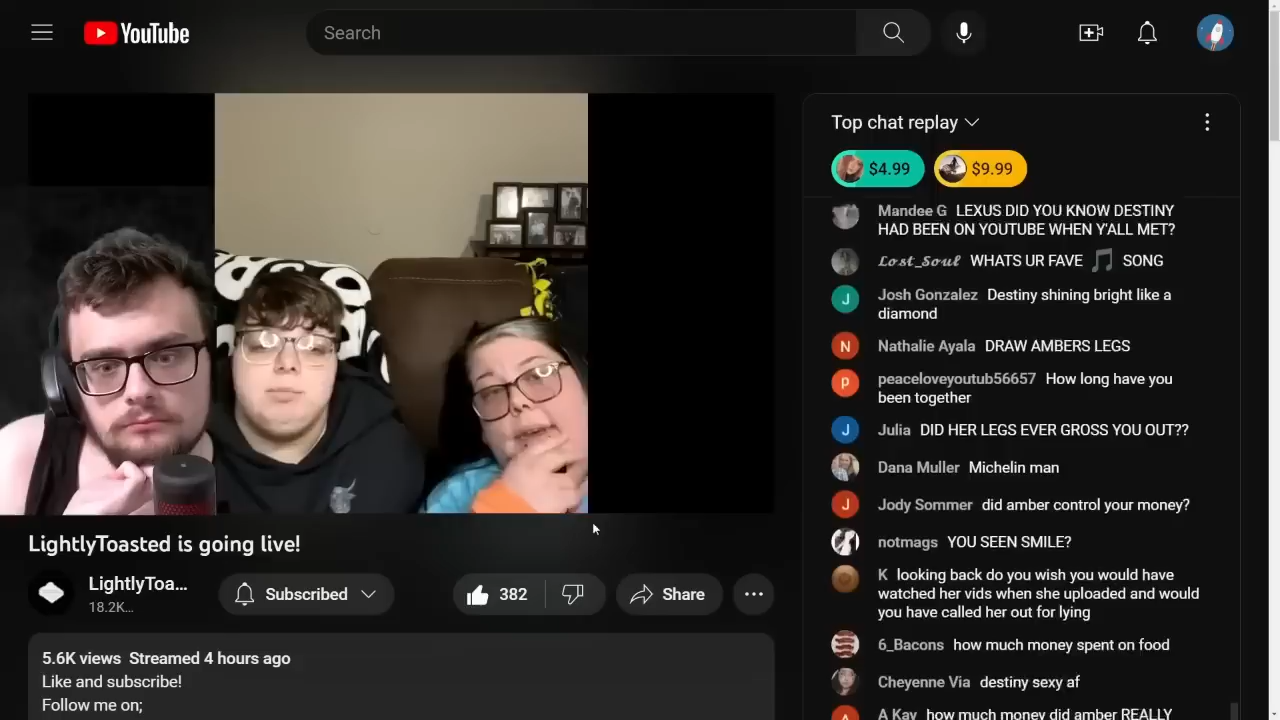 YouTube
Search
Top chat replay
$4.99 $9.99
Mandee G LEXUS DID YOU KNOW DESTINY
HAD BEEN ON YOUTUBE WHEN Y'ALL MET?
𝓛𝓸𝓼𝓽_𝓢𝓸𝓾𝓵 WHATS UR FAVE 🎵 SONG
J Josh Gonzalez Destiny shining bright like a
diamond
N Nathalie Ayala DRAW AMBERS LEGS
p peaceloveyoutub56657 How long have you
been together
J Julia DID HER LEGS EVER GROSS YOU OUT??
Dana Muller Michelin man
J Jody Sommer did amber control your money?
notmags YOU SEEN SMILE?
K looking back do you wish you would have
watched her vids when she uploaded and would
you have called her out for lying
6_Bacons how much money spent on food
Cheyenne Via destiny sexy af
A A Kay how much money did amber REALLY
LightlyToasted is going live!
LightlyToa...
18.2K...
Subscribed
382
Share
5.6K views Streamed 4 hours ago
Like and subscribe!
Follow me on;